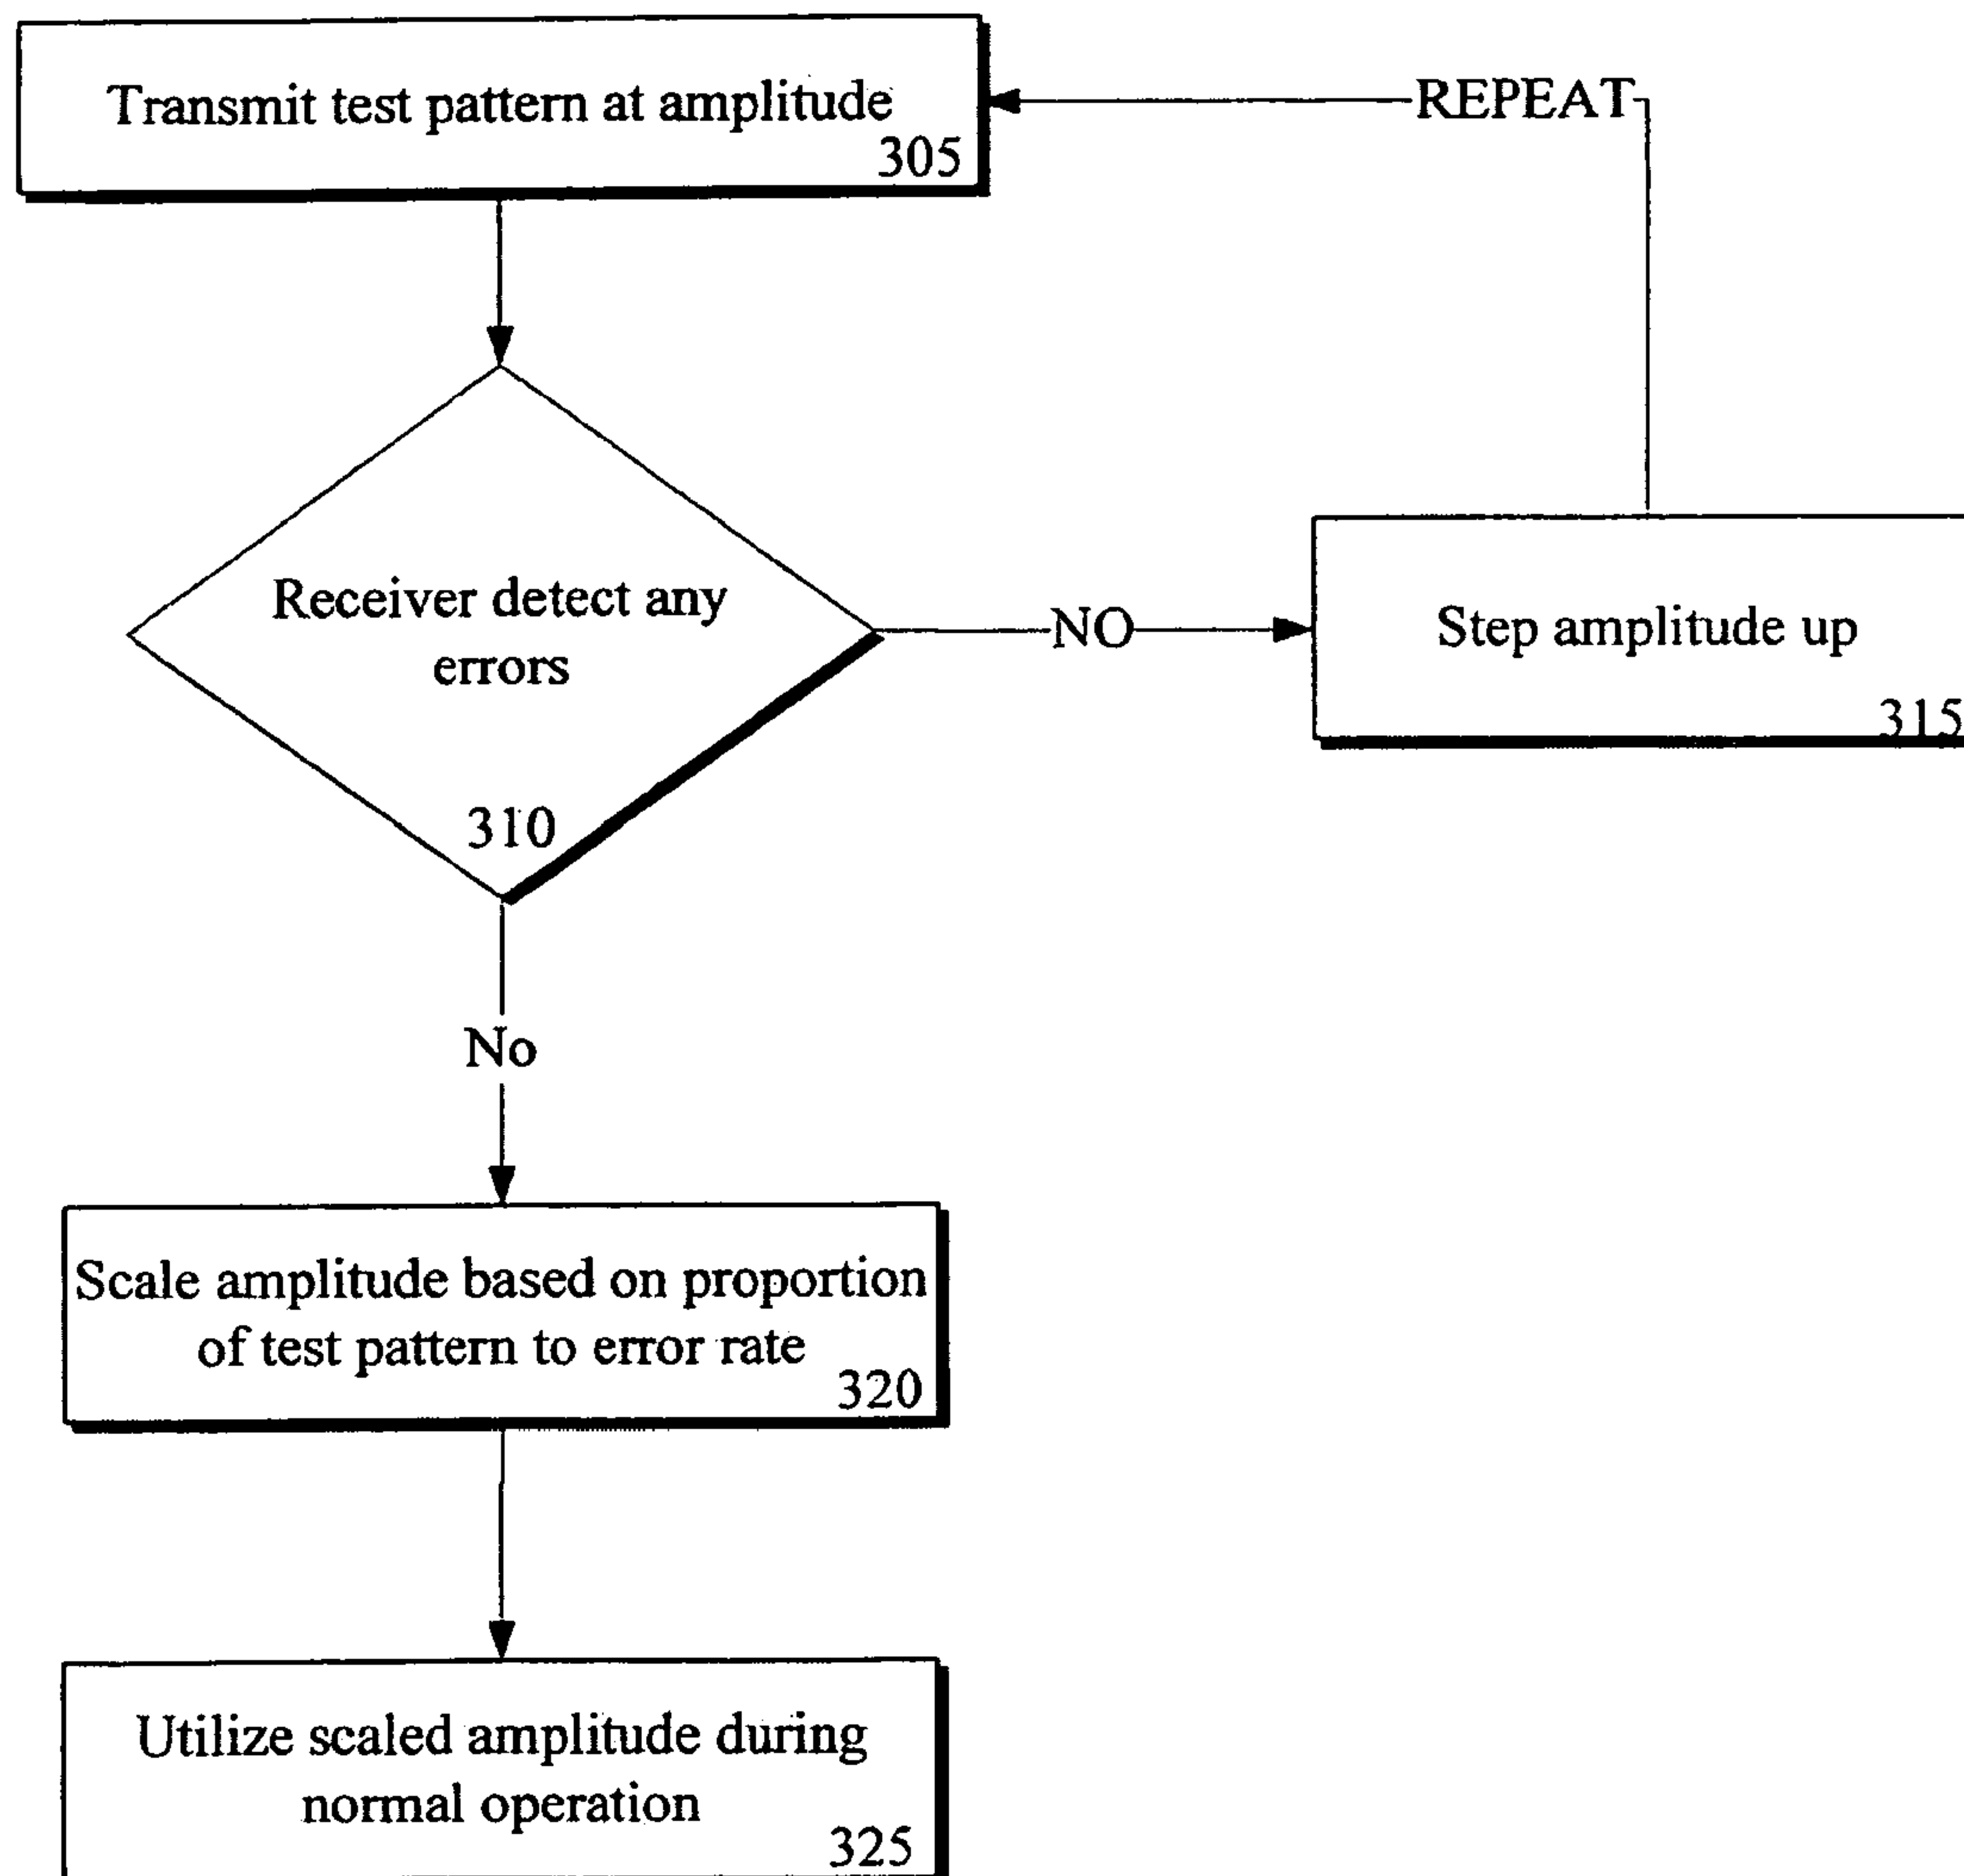 Transmit test pattern at amplitude
305
REPEAT
Receiver detect any
errors
310
NO
Step amplitude up
315
No
Scale amplitude based on proportion
of test pattern to error rate
320
Utilize scaled amplitude during
normal operation
325